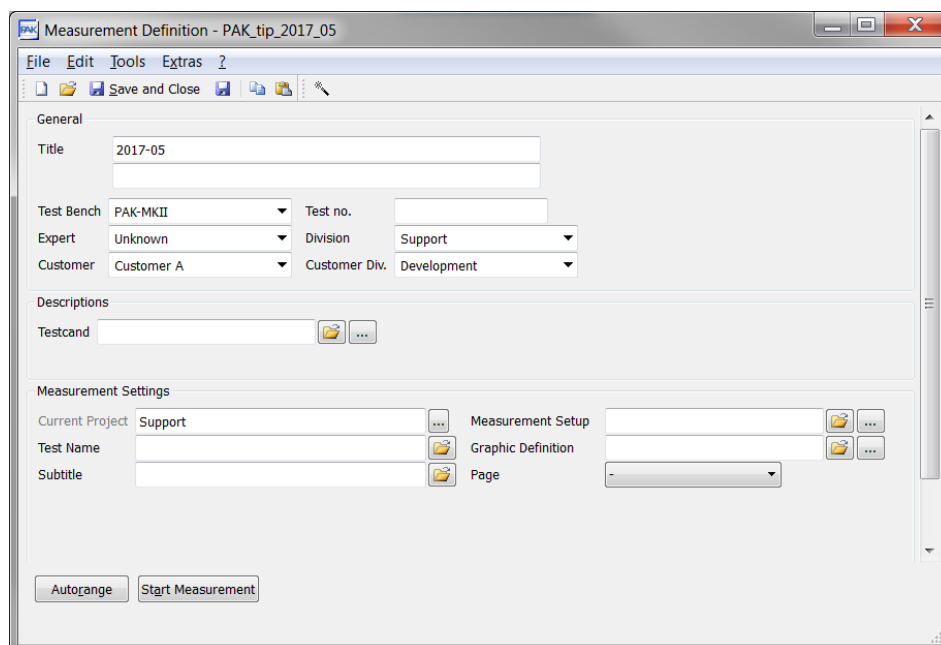 PAK Measurement Definition - PAK_tip_2017_05
File Edit Tools Extras ?
Save and Close
General
Title 2017-05
Test Bench PAK-MKII Test no.
Expert Unknown Division Support
Customer Customer A Customer Div. Development
Descriptions
Testcand ...
Measurement Settings
Current Project Support ... Measurement Setup ...
Test Name Graphic Definition ...
Subtitle Page -
Autorange Start Measurement